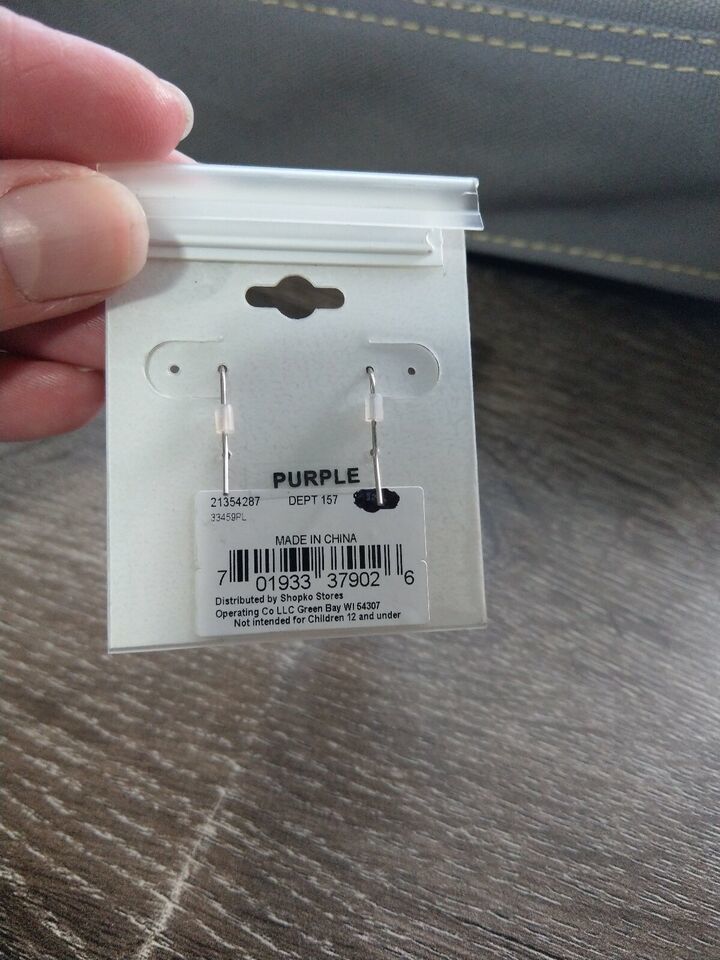 PURPLE
21354287 DEPT 157
33459PL
MADE IN CHINA
7 01933 37902 6
Distributed by Shopko Stores
Operating Co LLC Green Bay WI 54307
Not intended for Children 12 and under